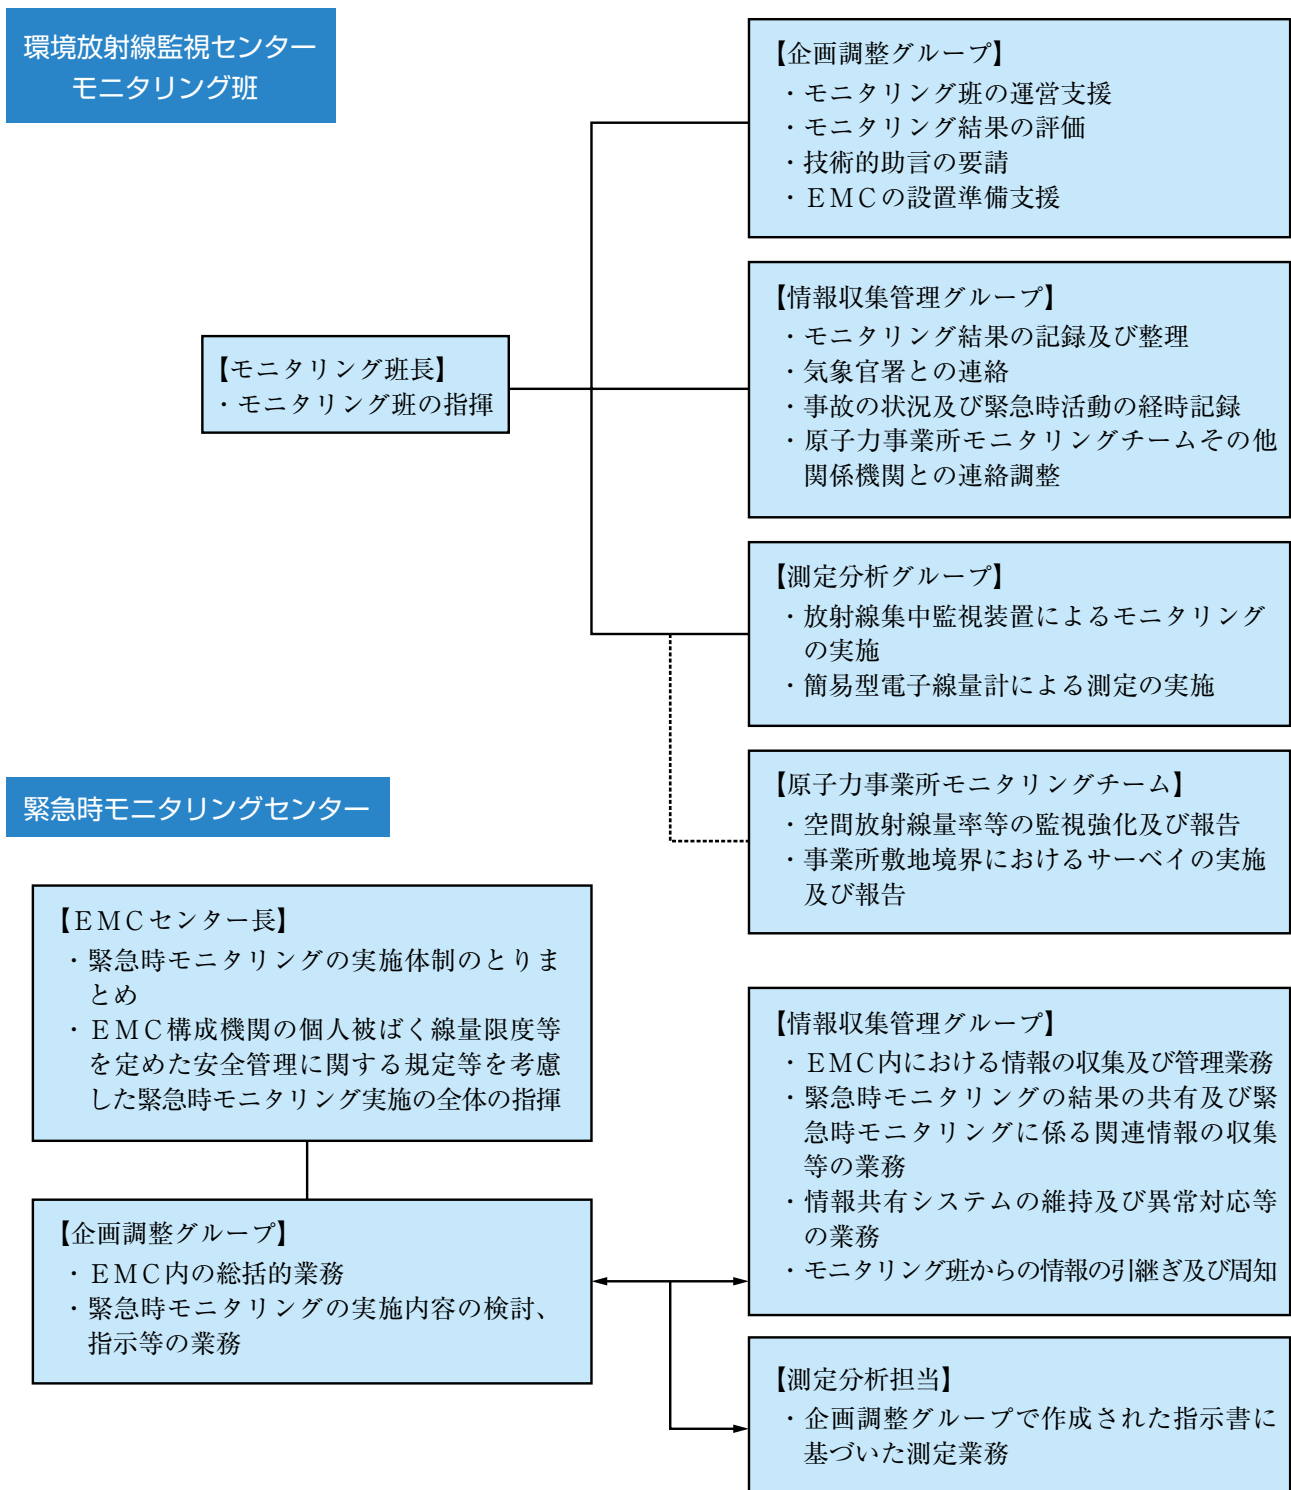 環境放射線監視センター
モニタリング班
【企画調整グループ】
・モニタリング班の運営支援
・モニタリング結果の評価
・技術的助言の要請
・ＥＭＣの設置準備支援
【情報収集管理グループ】
・モニタリング結果の記録及び整理
・気象官署との連絡
・事故の状況及び緊急時活動の経時記録
・原子力事業所モニタリングチームその他
関係機関との連絡調整
【モニタリング班長】
・モニタリング班の指揮
【測定分析グループ】
・放射線集中監視装置によるモニタリング
の実施
・簡易型電子線量計による測定の実施
【原子力事業所モニタリングチーム】
・空間放射線量率等の監視強化及び報告
・事業所敷地境界におけるサーベイの実施
及び報告
緊急時モニタリングセンター
【ＥＭＣセンター長】
・緊急時モニタリングの実施体制のとりま
とめ
・ＥＭＣ構成機関の個人被ばく線量限度等
を定めた安全管理に関する規定等を考慮
した緊急時モニタリング実施の全体の指揮
【企画調整グループ】
・ＥＭＣ内の総括的業務
・緊急時モニタリングの実施内容の検討、
指示等の業務
【情報収集管理グループ】
・ＥＭＣ内における情報の収集及び管理業務
・緊急時モニタリングの結果の共有及び緊
急時モニタリングに係る関連情報の収集
等の業務
・情報共有システムの維持及び異常対応等
の業務
・モニタリング班からの情報の引継ぎ及び周知
【測定分析担当】
・企画調整グループで作成された指示書に
基づいた測定業務